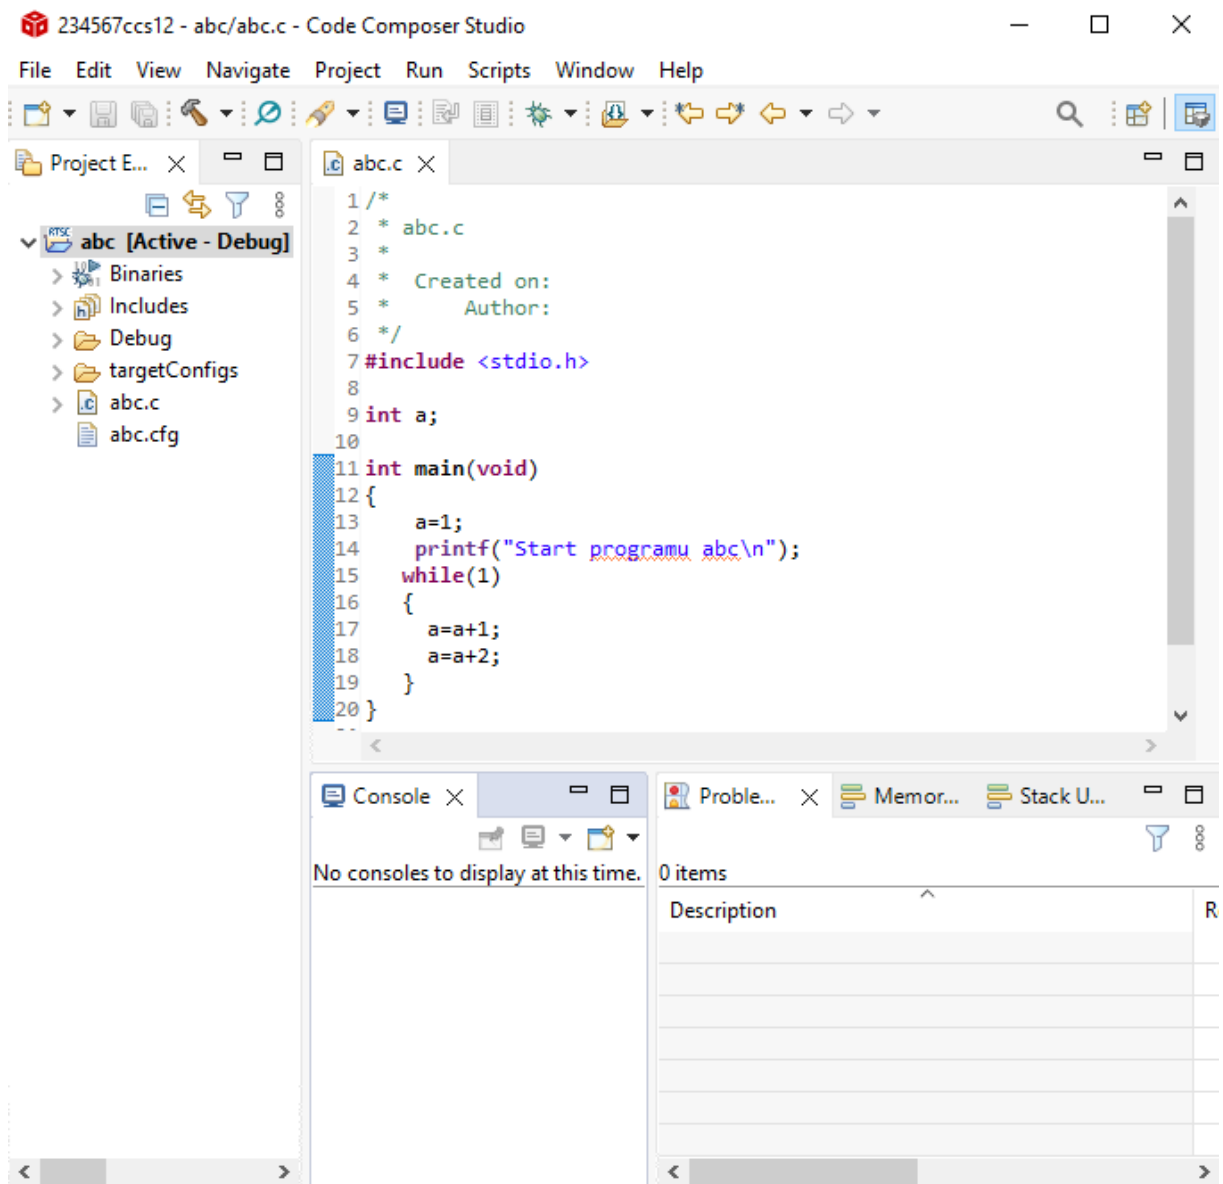 234567ccs12 - abc/abc.c - Code Composer Studio
File Edit View Navigate Project Run Scripts Window Help
Project E...
RTSC
abc [Active - Debug]
Binaries
Includes
Debug
targetConfigs
abc.c
abc.cfg
abc.c
1 /*
2  * abc.c
3  *
4  *  Created on:
5  *      Author:
6  */
7 #include <stdio.h>
8
9 int a;
10
11 int main(void)
12 {
13     a=1;
14     printf("Start programu abc\n");
15    while(1)
16    {
17      a=a+1;
18      a=a+2;
19    }
20 }
Console
No consoles to display at this time.
Proble... Memor... Stack U...
0 items
Description